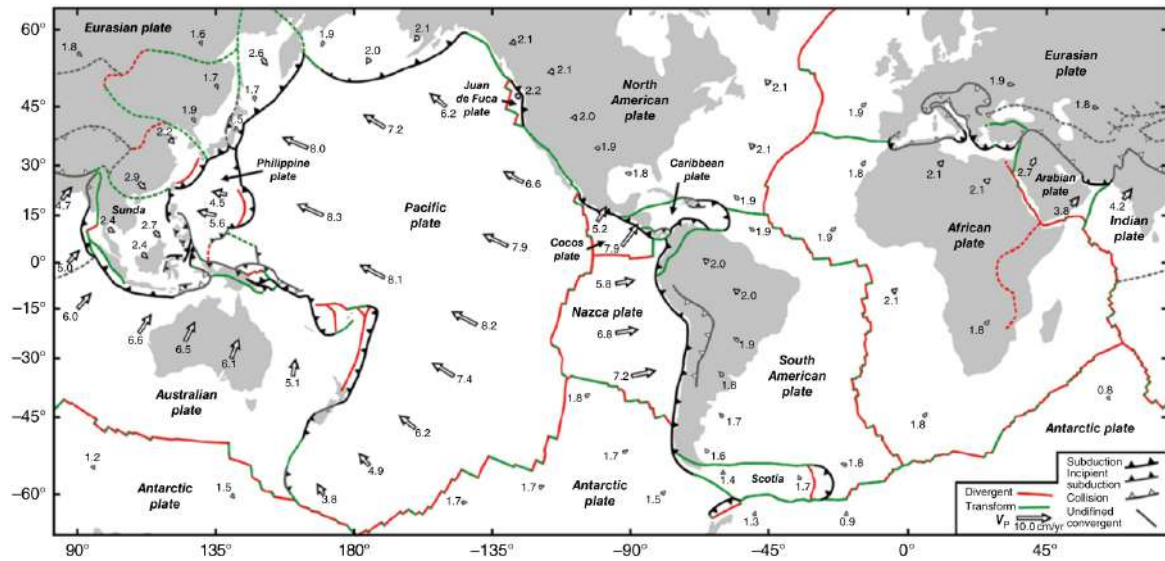 60°
45°
30°
15°
0°
−15°
−30°
−45°
−60°
90°
135°
180°
−135°
−90°
−45°
0°
45°
Eurasian plate
1.8
1.6
2.6
1.9
2.0
2.1
2.1
1.7
1.7
2.1
Juan
de Fuca
plate
2.2
North
American
plate
2.1
Eurasian
plate
1.9
1.8
1.9
2.2
8.0
7.2
6.2
2.0
1.9
1.9
2.1
1.8
2.1
2.1
2.7
Arabian
plate
3.8
4.2
Indian
plate
Philippine
plate
2.9
4.7
Sunda
2.4
2.7
2.4
4.5
5.6
8.3
6.6
Pacific
plate
7.9
8.1
Caribbean
plate
1.8
1.9
5.2
Cocos
plate
7.9
1.9
1.9
African
plate
5.0
6.0
6.6
6.5
6.1
5.1
8.2
7.4
6.2
4.9
3.8
5.8
Nazca plate
6.8
7.2
2.0
2.0
1.9
1.8
South
American
plate
2.1
1.8
Australian
plate
1.8
1.7
1.8
0.8
Antarctic plate
1.2
1.5
Antarctic
plate
1.7
1.7
1.7
Antarctic
plate
1.5
1.6
1.4
Scotia
1.7
1.8
1.3
0.9
Subduction
Incipient
subduction
Divergent
Collision
Transform
Undifined
convergent
V_P
10.0 cm/yr